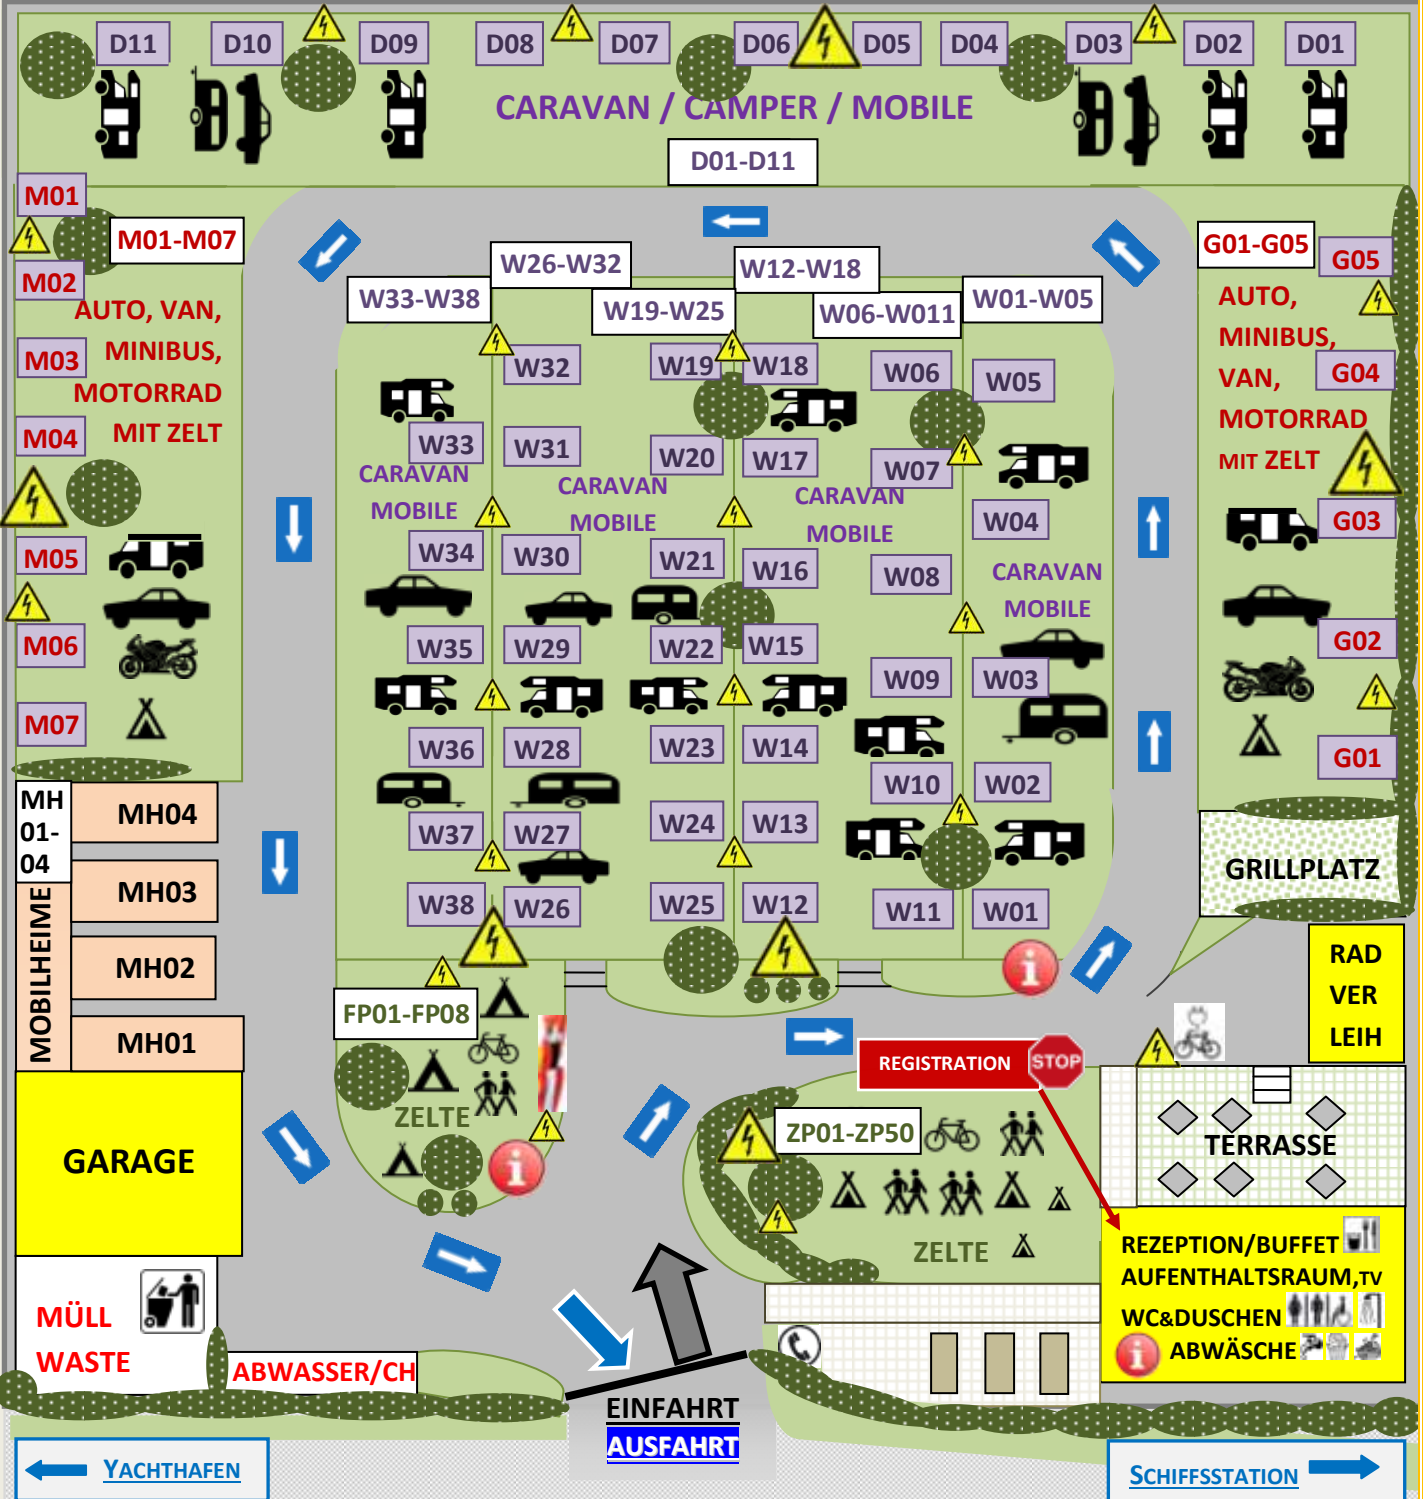 D11
D10
D09
D08
D07
D06
D05
D04
D03
D02
D01
CARAVAN / CAMPER / MOBILE
D01-D11
M01
M01-M07
M02
AUTO, VAN,
MINIBUS,
MOTORRAD
MIT ZELT
M03
M04
M05
M06
M07
G01-G05
G05
AUTO,
MINIBUS,
VAN,
MOTORRAD
MIT ZELT
G04
G03
G02
G01
W33-W38
W26-W32
W19-W25
W12-W18
W06-W011
W01-W05
W32
W19
W18
W06
W05
W33
W31
W20
W17
W07
CARAVAN
MOBILE
CARAVAN
MOBILE
CARAVAN
MOBILE
W04
W34
W30
W21
W16
W08
CARAVAN
MOBILE
W35
W29
W22
W15
W09
W03
W36
W28
W23
W14
W10
W02
W37
W27
W24
W13
W38
W26
W25
W12
W11
W01
MH
01-
04
MOBILHEIME
MH04
MH03
MH02
MH01
GRILLPLATZ
RAD
VER
LEIH
FP01-FP08
ZELTE
REGISTRATION
STOP
ZP01-ZP50
ZELTE
TERRASSE
GARAGE
REZEPTION/BUFFET
AUFENTHALTSRAUM,TV
WC&DUSCHEN
ABWÄSCHE
MÜLL
WASTE
ABWASSER/CH
EINFAHRT
AUSFAHRT
YACHTHAFEN
SCHIFFSSTATION